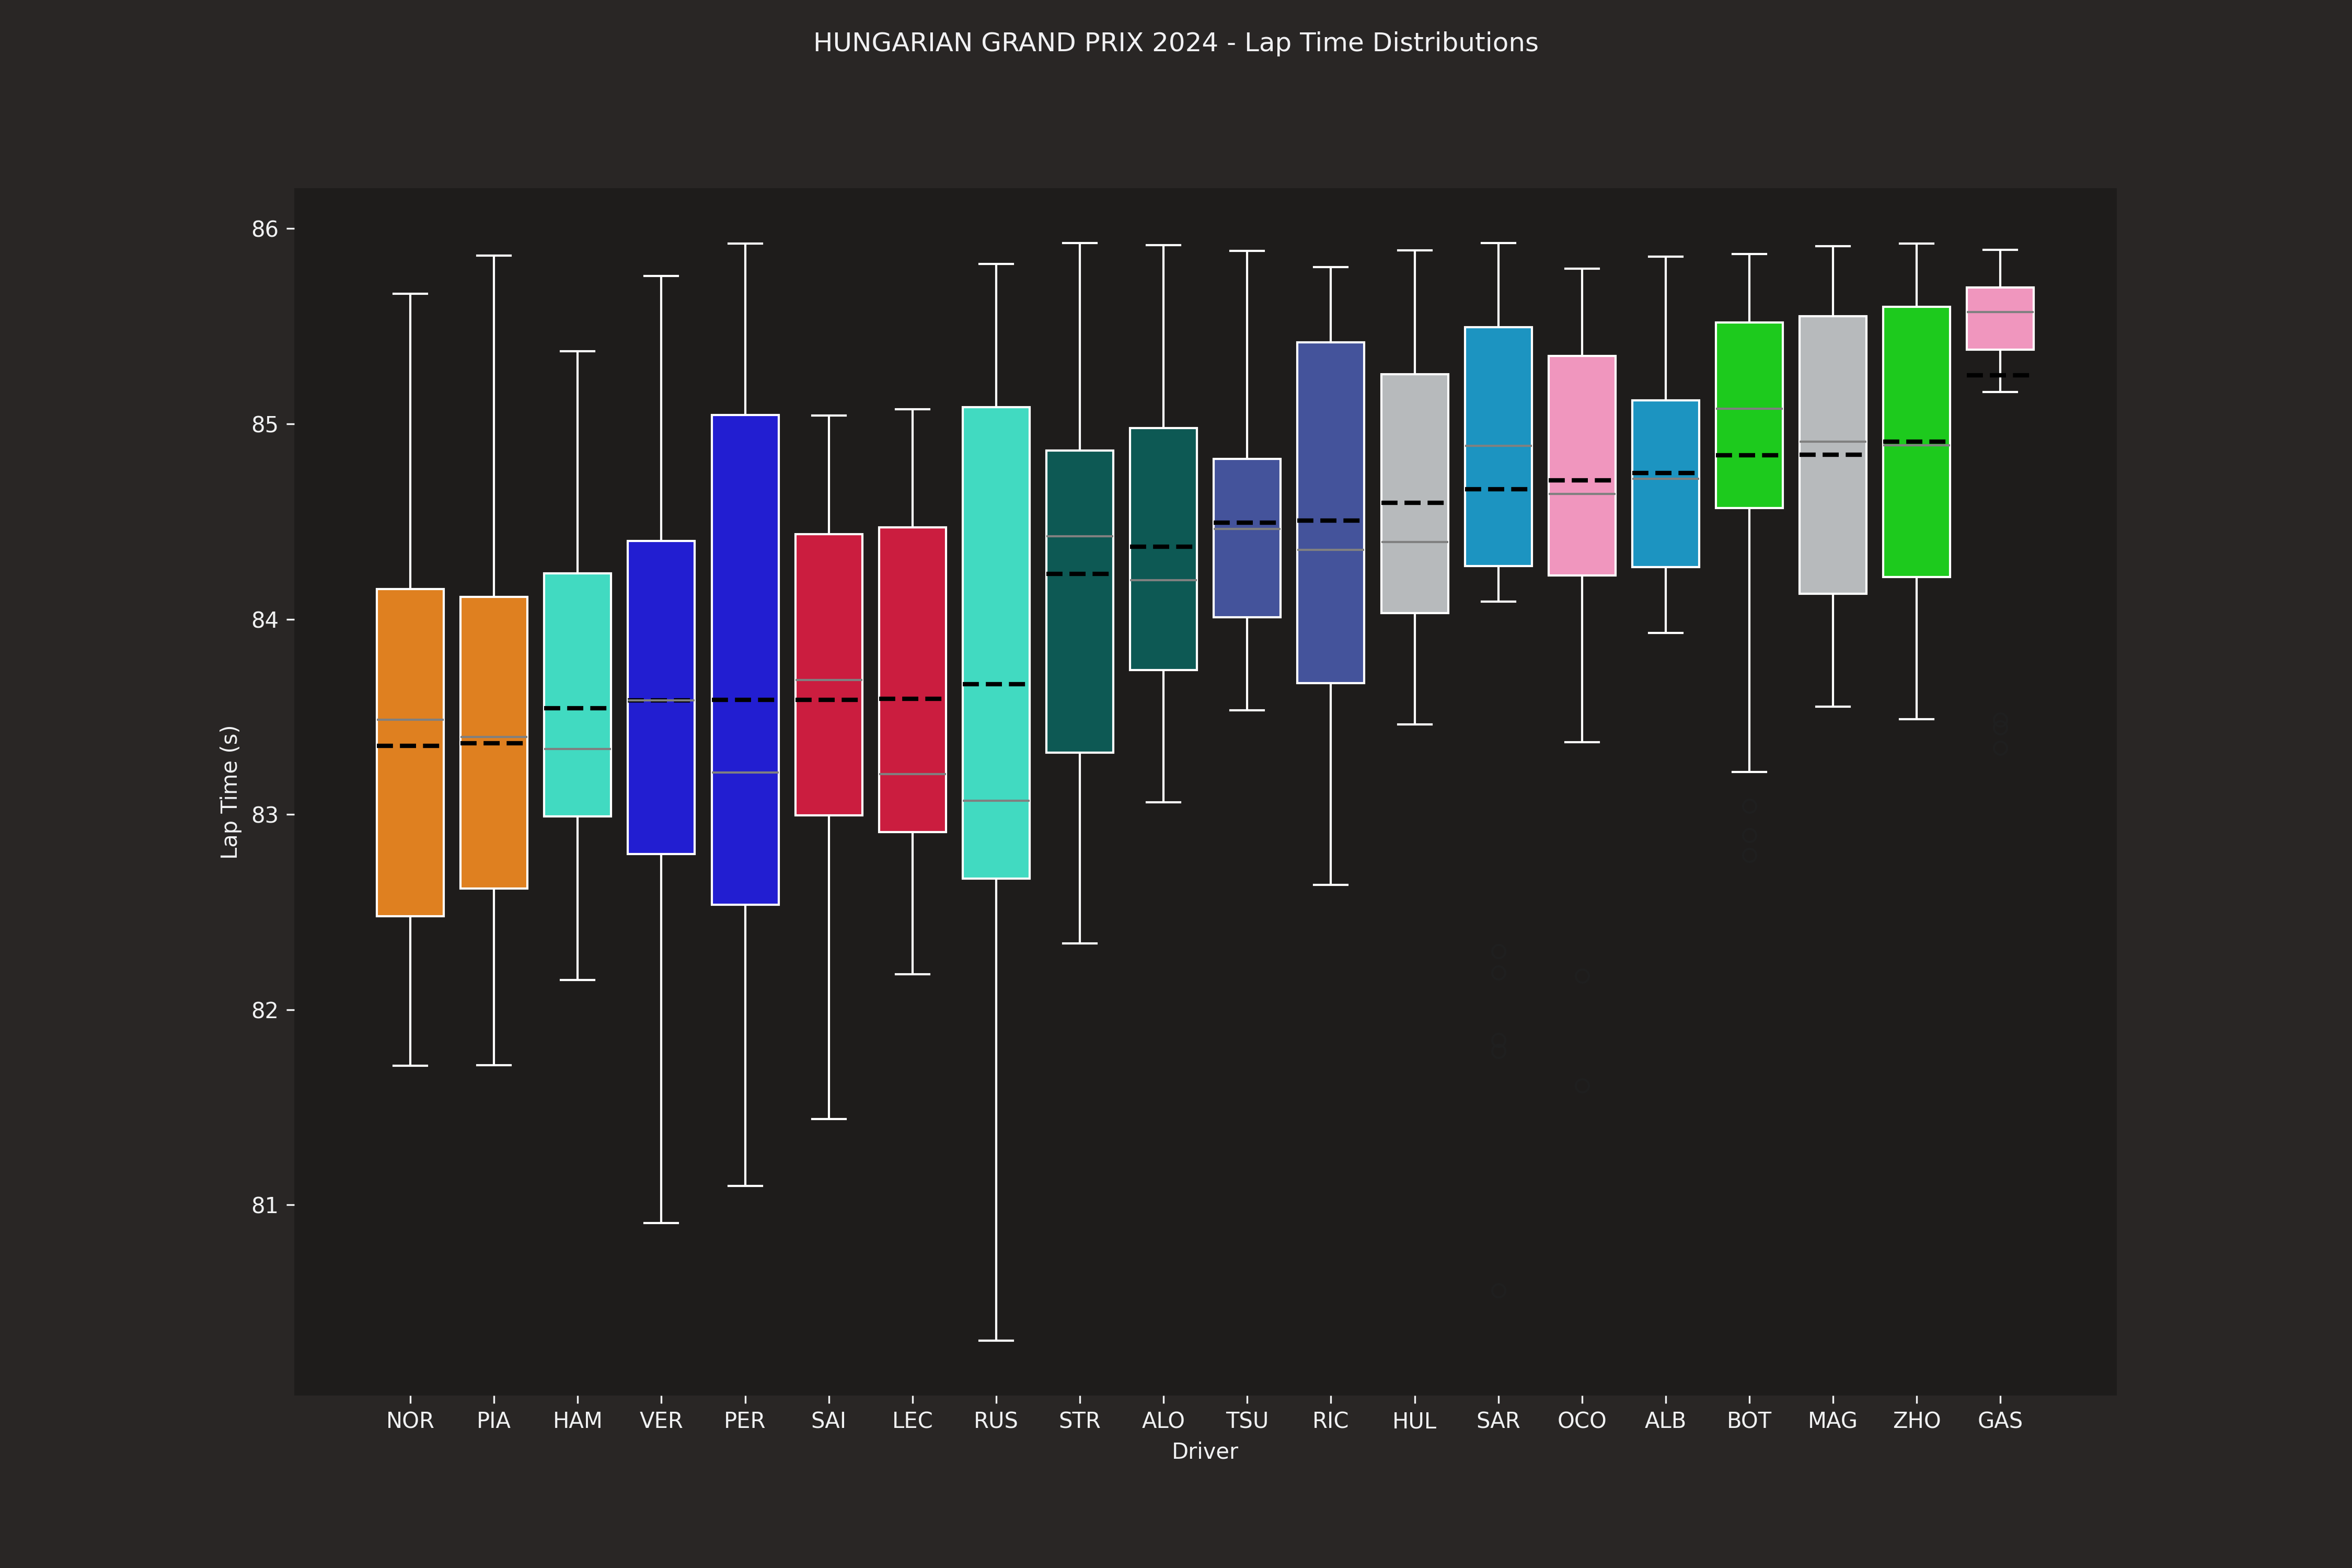 HUNGARIAN GRAND PRIX 2024 - Lap Time Distributions
86
85
84
83
82
81
Lap Time (s)
NOR PIA HAM VER PER SAI LEC RUS STR ALO TSU RIC HUL SAR OCO ALB BOT MAG ZHO GAS
Driver